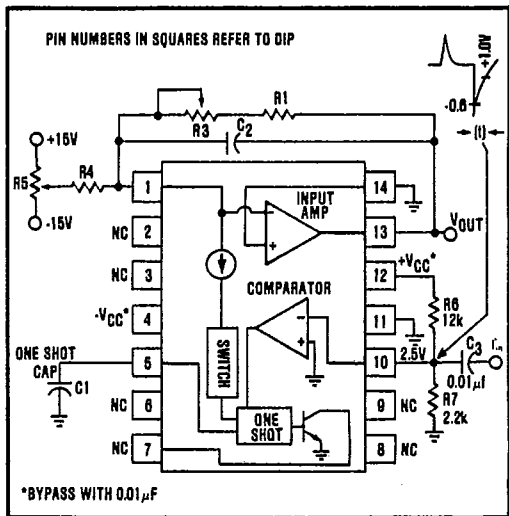 PIN NUMBERS IN SQUARES REFER TO DIP
+1.0V
-0.6
(t)
R3
R1
C2
+15V
R5
R4
-15V
1
14
INPUT
AMP
NC
2
13
VOUT
NC
3
12
+VCC*
COMPARATOR
R6
12k
-VCC*
4
11
ONE SHOT
CAP
C1
5
SWITCH
2.5V
10
C3
0.01μf
NC
6
ONE
SHOT
9
NC
R7
2.2k
NC
7
8
NC
*BYPASS WITH 0.01μF